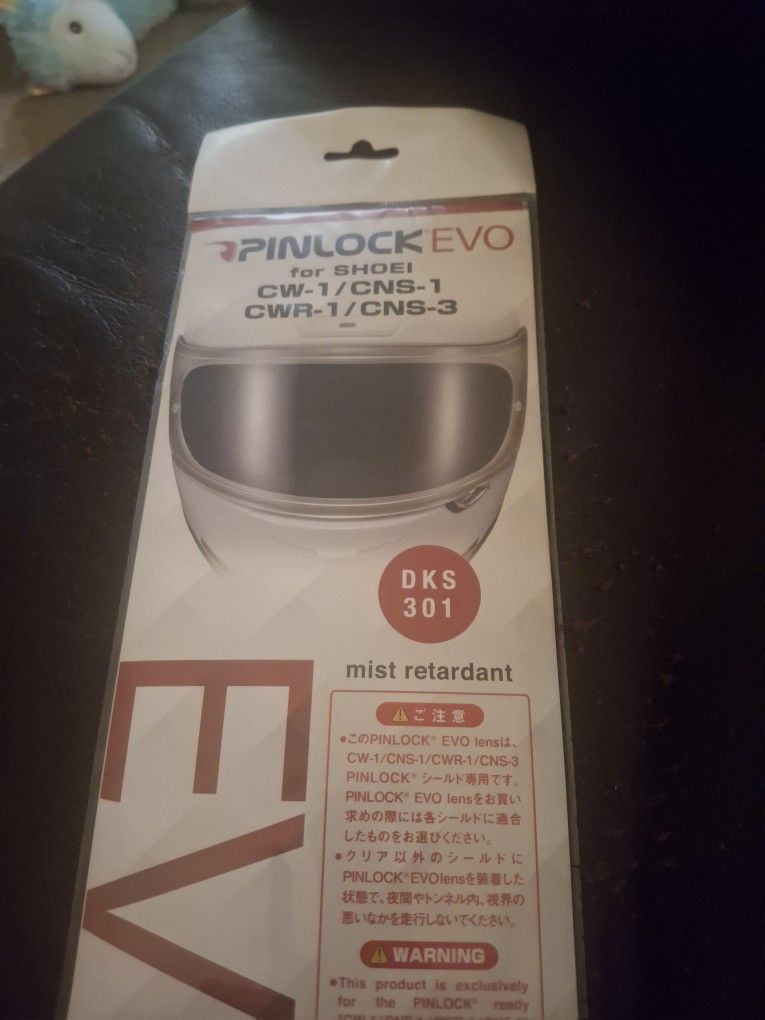 PINLOCK™EVO
for SHOEI
CW-1/CNS-1
CWR-1/CNS-3
DKS
301
mist retardant
⚠ご注意
●このPINLOCK® EVO lensは、
CW-1/CNS-1/CWR-1/CNS-3
PINLOCK® シールド専用です。
PINLOCK® EVO lensをお買い
求めの際には各シールドに適合
したものをお選びください。
●クリア以外のシールドに
PINLOCK®EVOlensを装着した
状態で、夜間やトンネル内、視界の
悪いなかを走行しないでください。
⚠WARNING
●This product is exclusively
for the PINLOCK® ready
EV